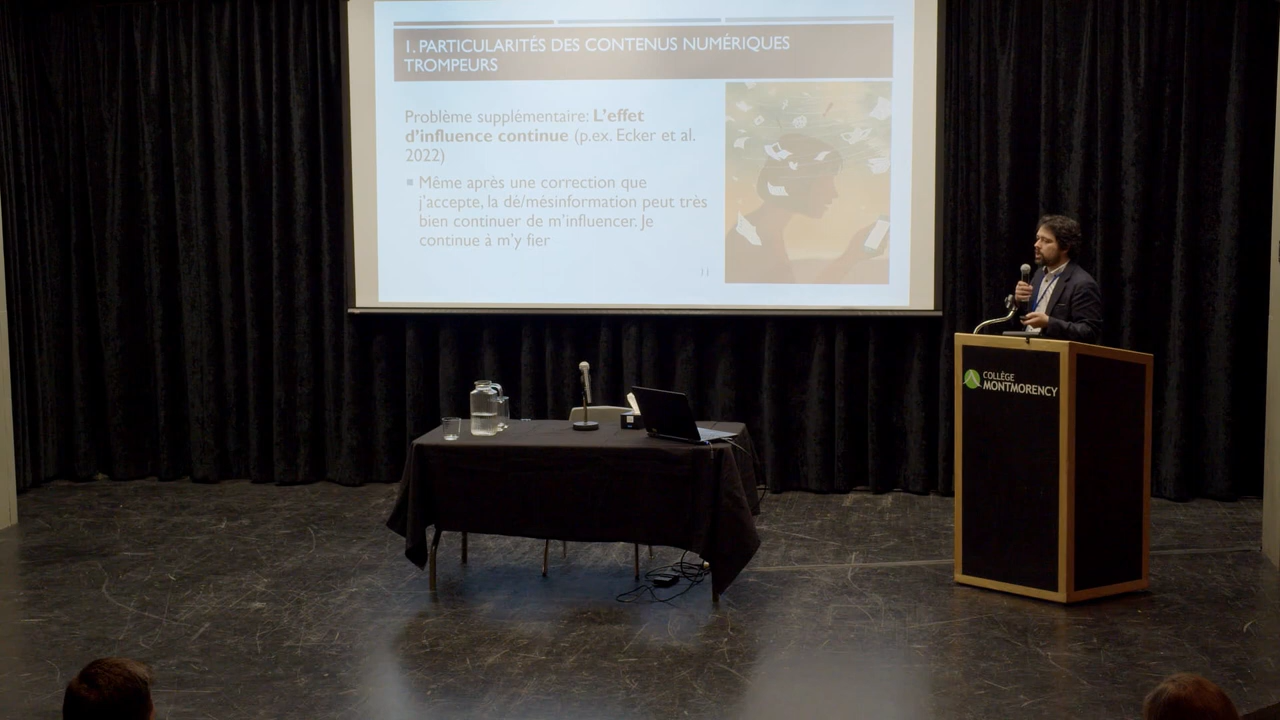 1. PARTICULARITÉS DES CONTENUS NUMÉRIQUES
TROMPEURS
Problème supplémentaire: L'effet
d'influence continue (p.ex. Ecker et al.
2022)
Même après une correction que
j'accepte, la dé/mésinformation peut très
bien continuer de m'influencer. Je
continue à m'y fier
11
COLLÈGE
MONTMORENCY